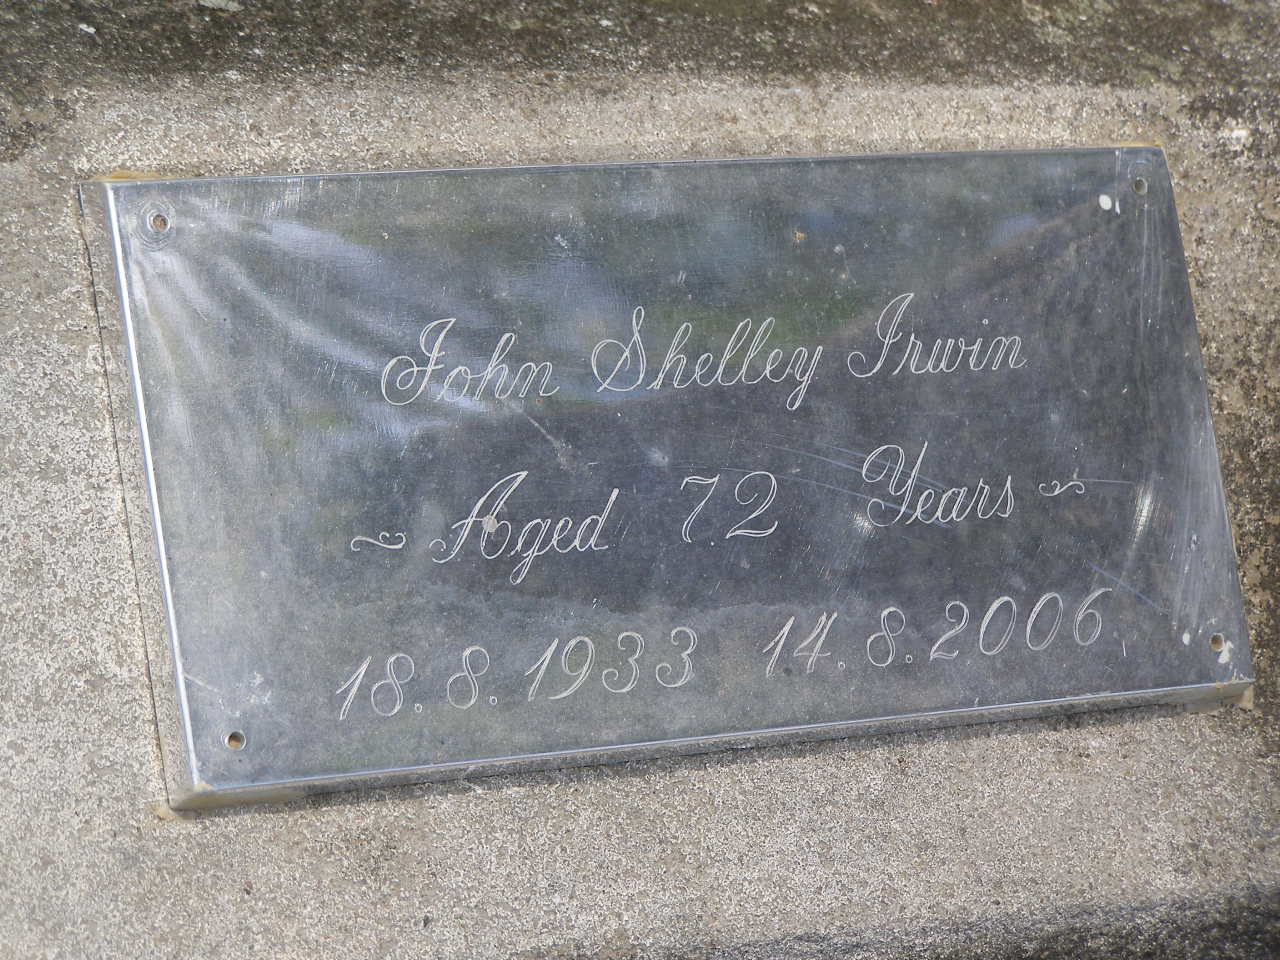 John Shelley Irwin
~ Aged 72 Years ~
18. 8. 1933 14. 8. 2006